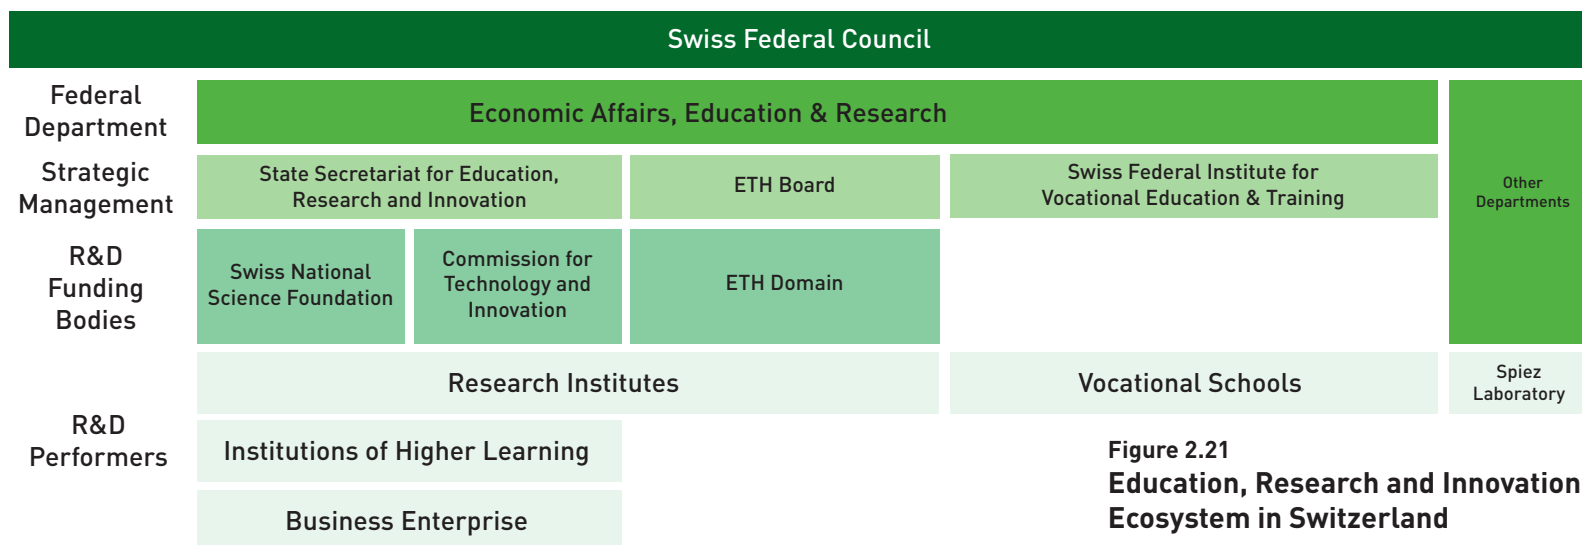 Swiss Federal Council
Federal
Department
Economic Affairs, Education & Research
Other
Departments
Strategic
Management
State Secretariat for Education,
Research and Innovation
ETH Board
Swiss Federal Institute for
Vocational Education & Training
R&D
Funding
Bodies
Swiss National
Science Foundation
Commission for
Technology and
Innovation
ETH Domain
R&D
Performers
Research Institutes
Vocational Schools
Spiez
Laboratory
Institutions of Higher Learning
Business Enterprise
Figure 2.21
Education, Research and Innovation
Ecosystem in Switzerland